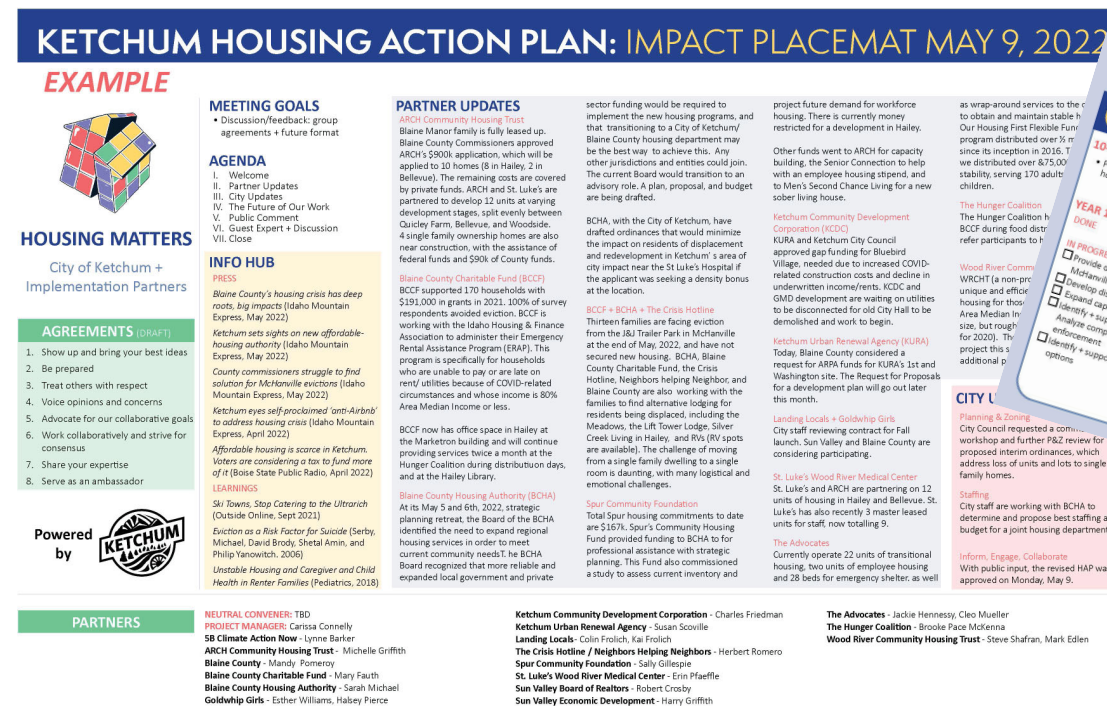 KETCHUM HOUSING ACTION PLAN: IMPACT PLACEMAT MAY 9, 2022
EXAMPLE
HOUSING MATTERS
City of Ketchum +
Implementation Partners
AGREEMENTS (DRAFT)
1. Show up and bring your best ideas
2. Be prepared
3. Treat others with respect
4. Voice opinions and concerns
5. Advocate for our collaborative goals
6. Work collaboratively and strive for
consensus
7. Share your expertise
8. Serve as an ambassador
Powered
by
KETCHUM
MEETING GOALS
• Discussion/feedback: group
agreements + future format
AGENDA
I. Welcome
II. Partner Updates
III. City Updates
IV. The Future of Our Work
V. Public Comment
VI. Guest Expert + Discussion
VII. Close
INFO HUB
PRESS
Blaine County's housing crisis has deep
roots, big impacts (Idaho Mountain
Express, May 2022)
Ketchum sets sights on new affordable-
housing authority (Idaho Mountain
Express, May 2022)
County commissioners struggle to find
solution for McHanville evictions (Idaho
Mountain Express, May 2022)
Ketchum eyes self-proclaimed 'anti-Airbnb'
to address housing crisis (Idaho Mountain
Express, April 2022)
Affordable housing is scarce in Ketchum.
Voters are considering a tax to fund more
of it (Boise State Public Radio, April 2022)
LEARNINGS
Ski Towns, Stop Catering to the Ultrarich
(Outside Online, Sept 2021)
Eviction as a Risk Factor for Suicide (Serby,
Michael, David Brody, Shetal Amin, and
Philip Yanowitch. 2006)
Unstable Housing and Caregiver and Child
Health in Renter Families (Pediatrics, 2018)
PARTNER UPDATES
ARCH Community Housing Trust
Blaine Manor family is fully leased up.
Blaine County Commissioners approved
ARCH's $900k application, which will be
applied to 10 homes (8 in Hailey, 2 in
Bellevue). The remaining costs are covered
by private funds. ARCH and St. Luke's are
partnered to develop 12 units at varying
development stages, split evenly between
Quicley Farm, Bellevue, and Woodside.
4 single family ownership homes are also
near construction, with the assistance of
federal funds and $90k of County funds.
Blaine County Charitable Fund (BCCF)
BCCF supported 170 households with
$191,000 in grants in 2021. 100% of survey
respondents avoided eviction. BCCF is
working with the Idaho Housing & Finance
Association to administer their Emergency
Rental Assistance Program (ERAP). This
program is specifically for households
who are unable to pay or are late on
rent/ utilities because of COVID-related
circumstances and whose income is 80%
Area Median Income or less.
BCCF now has office space in Hailey at
the Marketron building and will continue
providing services twice a month at the
Hunger Coalition during distribution days,
and at the Hailey Library.
Blaine County Housing Authority (BCHA)
At its May 5 and 6th, 2022, strategic
planning retreat, the Board of the BCHA
identified the need to expand regional
housing services in order to meet
current community needsT. he BCHA
Board recognized that more reliable and
expanded local government and private
sector funding would be required to
implement the new housing programs, and
that transitioning to a City of Ketchum/
Blaine County housing department may
be the best way to achieve this. Any
other jurisdictions and entities could join.
The current Board would transition to an
advisory role. A plan, proposal, and budget
are being drafted.
BCHA, with the City of Ketchum, have
drafted ordinances that would minimize
the impact on residents of displacement
and redevelopment in Ketchum' s area of
city impact near the St Luke's Hospital if
the applicant was seeking a density bonus
at the location.
BCCF + BCHA + The Crisis Hotline
Thirteen families are facing eviction
from the J&J Trailer Park in McHanville
at the end of May, 2022, and have not
secured new housing. BCHA, Blaine
County Charitable Fund, the Crisis
Hotline, Neighbors helping Neighbor, and
Blaine County are also working with the
families to find alternative lodging for
residents being displaced, including the
Meadows, the Lift Tower Lodge, Silver
Creek Living in Hailey, and RVs (RV spots
are available). The challenge of moving
from a single family dwelling to a single
room is daunting, with many logistical and
emotional challenges.
Spur Community Foundation
Total Spur housing commitments to date
are $167k. Spur's Community Housing
Fund provided funding to BCHA to for
professional assistance with strategic
planning. This Fund also commissioned
a study to assess current inventory and
project future demand for workforce
housing. There is currently money
restricted for a development in Hailey.
Other funds went to ARCH for capacity
building, the Senior Connection to help
with an employee housing stipend, and
to Men's Second Chance Living for a new
sober living house.
Ketchum Community Development
Corporation (KCDC)
KURA and Ketchum City Council
approved gap funding for Bluebird
Village, needed due to increased COVID-
related construction costs and decline in
underwritten income/rents. KCDC and
GMD development are waiting on utilities
to be disconnected for old City Hall to be
demolished and work to begin.
Ketchum Urban Renewal Agency (KURA)
Today, Blaine County considered a
request for ARPA funds for KURA's 1st and
Washington site. The Request for Proposals
for a development plan will go out later
this month.
Landing Locals + Goldwhip Girls
City staff reviewing contract for Fall
launch. Sun Valley and Blaine County are
considering participating.
St. Luke's Wood River Medical Center
St. Luke's and ARCH are partnering on 12
units of housing in Hailey and Bellevue. St.
Luke's has also recently 3 master leased
units for staff, now totalling 9.
The Advocates
Currently operate 22 units of transitional
housing, two units of employee housing
and 28 beds for emergency shelter. as well
as wrap-around services to the
to obtain and maintain stable
Our Housing First Flexible
program distributed over ½
since its inception in 2016.
we distributed over &75,00
stability, serving 170 adults
children.
The Hunger Coalition
The Hunger Coalition
BCCF during food
refer participants to
Wood River
WRCHT (a
unique and
housing for
Area Median
size, but
for 2020).
project this
additional
CITY
Planning & Zoning
City Council requested a
workshop and further P&Z review for
proposed interim ordinances, which
address loss of units and lots to single
family homes.
Staffing
City staff are working with BCHA to
determine and propose best staffing
budget for a joint housing department
Inform, Engage, Collaborate
With public input, the revised HAP
approved on Monday, May 9.
YEAR 1
DONE
IN
Provide
Develop
Expand
Identify +
Analyze
enforcement
Identify +
options
PARTNERS
NEUTRAL CONVENER: TBD
PROJECT MANAGER: Carissa Connelly
5B Climate Action Now - Lynne Barker
ARCH Community Housing Trust - Michelle Griffith
Blaine County - Mandy Pomeroy
Blaine County Charitable Fund - Mary Fauth
Blaine County Housing Authority - Sarah Michael
Goldwhip Girls - Esther Williams, Halsey Pierce
Ketchum Community Development Corporation - Charles Friedman
Ketchum Urban Renewal Agency - Susan Scoville
Landing Locals- Colin Frolich, Kai Frolich
The Crisis Hotline / Neighbors Helping Neighbors - Herbert Romero
Spur Community Foundation - Sally Gillespie
St. Luke's Wood River Medical Center - Erin Pfaeffle
Sun Valley Board of Realtors - Robert Crosby
Sun Valley Economic Development - Harry Griffith
The Advocates - Jackie Hennessy, Cleo Mueller
The Hunger Coalition - Brooke Pace McKenna
Wood River Community Housing Trust - Steve Shafran, Mark Edlen